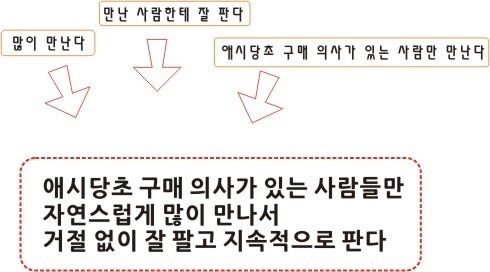 만난 사람한테 잘 판다
많이 만난다
애시당초 구매 의사가 있는 사람만 만난다
애시당초 구매 의사가 있는 사람들만
자연스럽게 많이 만나서
거절 없이 잘 팔고 지속적으로 판다